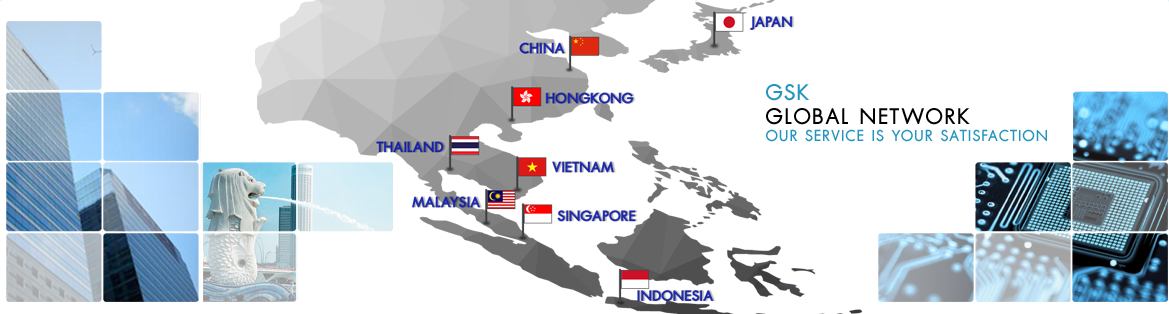 JAPAN
CHINA
HONGKONG
THAILAND
VIETNAM
MALAYSIA
SINGAPORE
INDONESIA
GSK
GLOBAL NETWORK
OUR SERVICE IS YOUR SATISFACTION